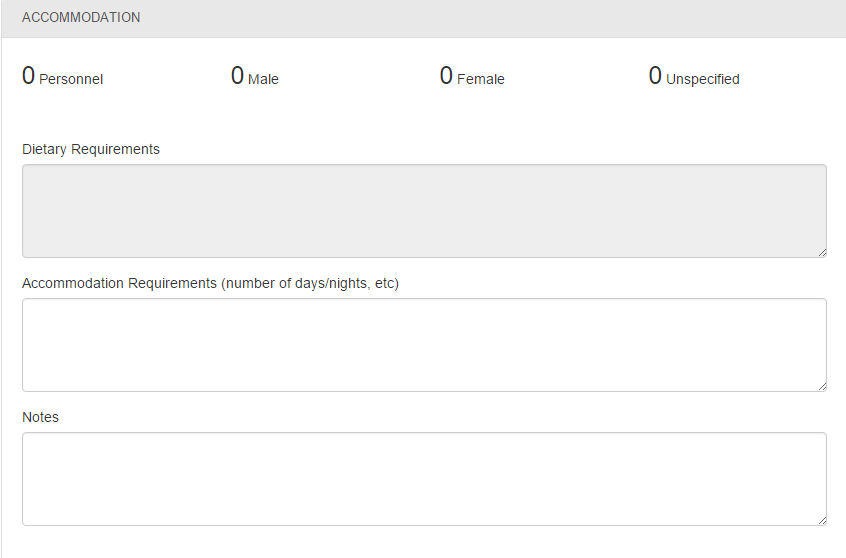 ACCOMMODATION
0 Personnel 0 Male 0 Female 0 Unspecified
Dietary Requirements
Accommodation Requirements (number of days/nights, etc)
Notes